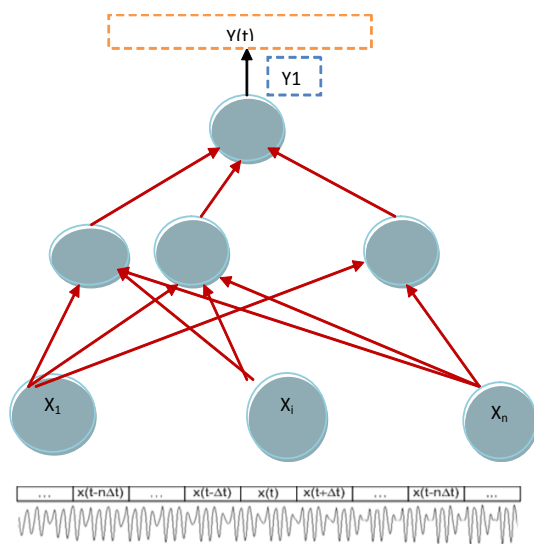 Y(t)
Y1
X₁ Xᵢ Xₙ
... x(t-nΔt) ... x(t-Δt) x(t) x(t+Δt) ... x(t-nΔt) ...